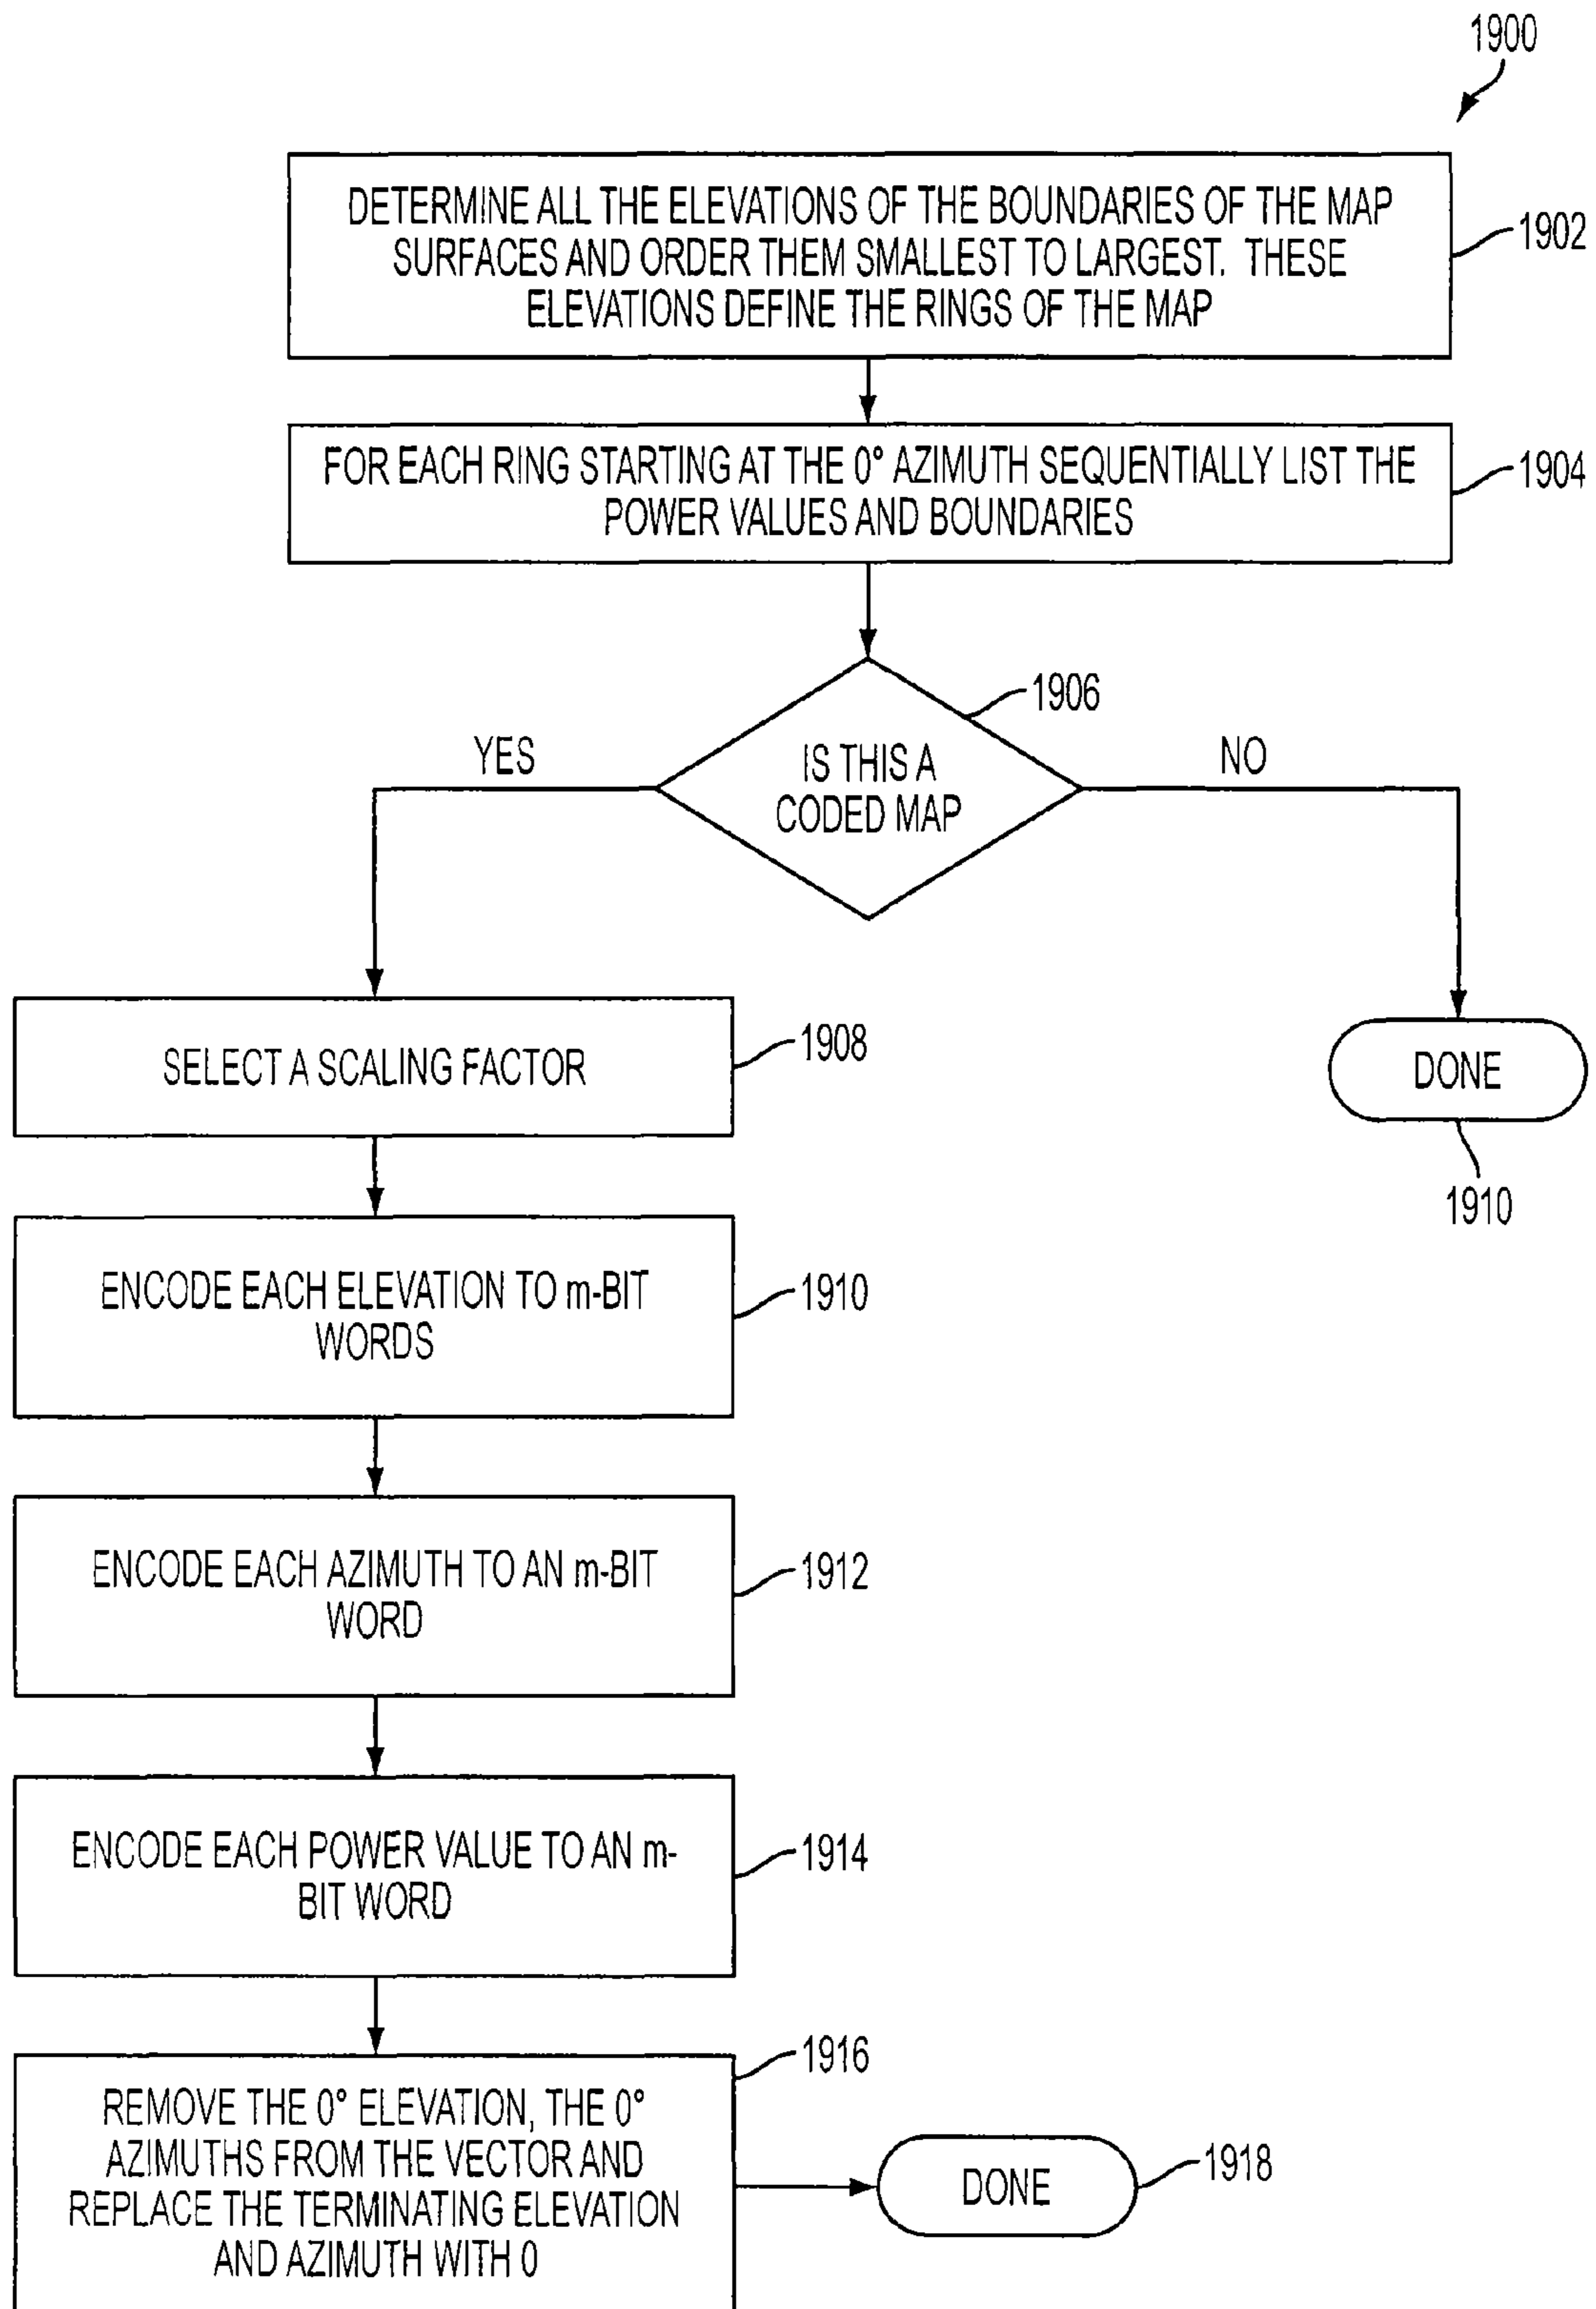 1900
DETERMINE ALL THE ELEVATIONS OF THE BOUNDARIES OF THE MAP
SURFACES AND ORDER THEM SMALLEST TO LARGEST. THESE
ELEVATIONS DEFINE THE RINGS OF THE MAP
1902
FOR EACH RING STARTING AT THE 0° AZIMUTH SEQUENTIALLY LIST THE
POWER VALUES AND BOUNDARIES
1904
1906
IS THIS A
CODED MAP
YES
NO
SELECT A SCALING FACTOR
1908
DONE
1910
ENCODE EACH ELEVATION TO m-BIT
WORDS
1910
ENCODE EACH AZIMUTH TO AN m-BIT
WORD
1912
ENCODE EACH POWER VALUE TO AN m-
BIT WORD
1914
REMOVE THE 0° ELEVATION, THE 0°
AZIMUTHS FROM THE VECTOR AND
REPLACE THE TERMINATING ELEVATION
AND AZIMUTH WITH 0
1916
DONE
1918